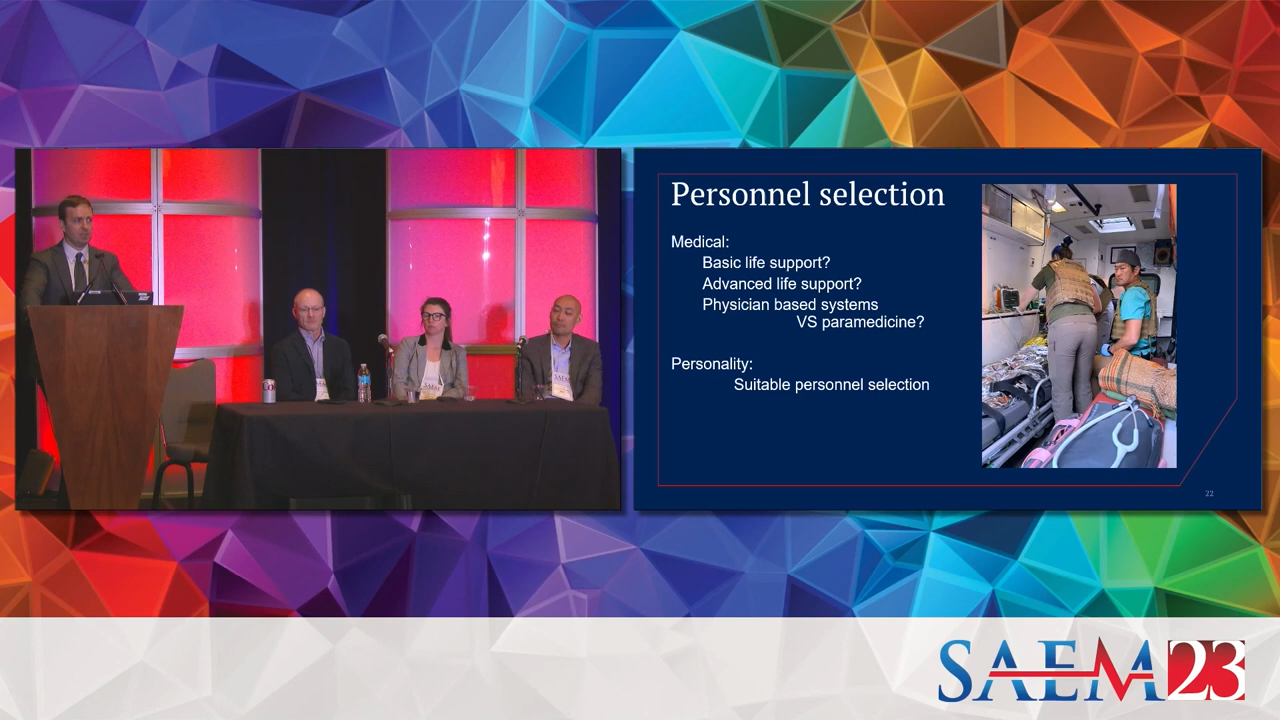 Personnel selection
Medical:
Basic life support?
Advanced life support?
Physician based systems
VS paramedicine?
Personality:
Suitable personnel selection
22
SAEM23